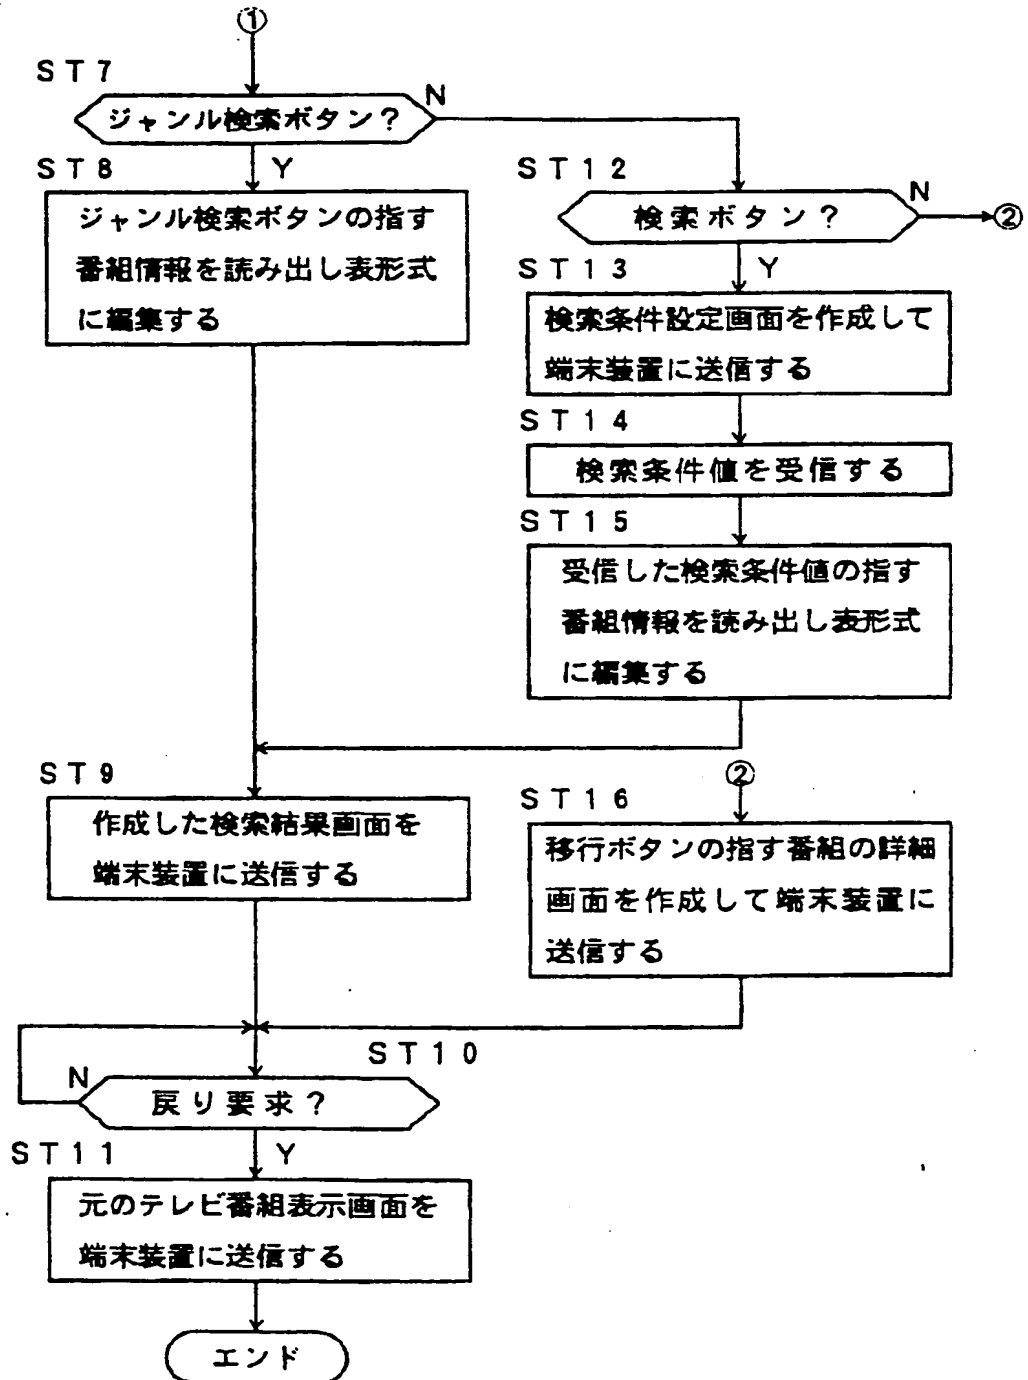 ①
ST7
ジャンル検索ボタン?
N
Y
ST8
ジャンル検索ボタンの指す
番組情報を読み出し表形式
に編集する
ST12
検索ボタン?
N
②
Y
ST13
検索条件設定画面を作成して
端末装置に送信する
ST14
検索条件値を受信する
ST15
受信した検索条件値の指す
番組情報を読み出し表形式
に編集する
ST9
作成した検索結果画面を
端末装置に送信する
②
ST16
移行ボタンの指す番組の詳細
画面を作成して端末装置に
送信する
ST10
N
戻り要求?
Y
ST11
元のテレビ番組表示画面を
端末装置に送信する
エンド